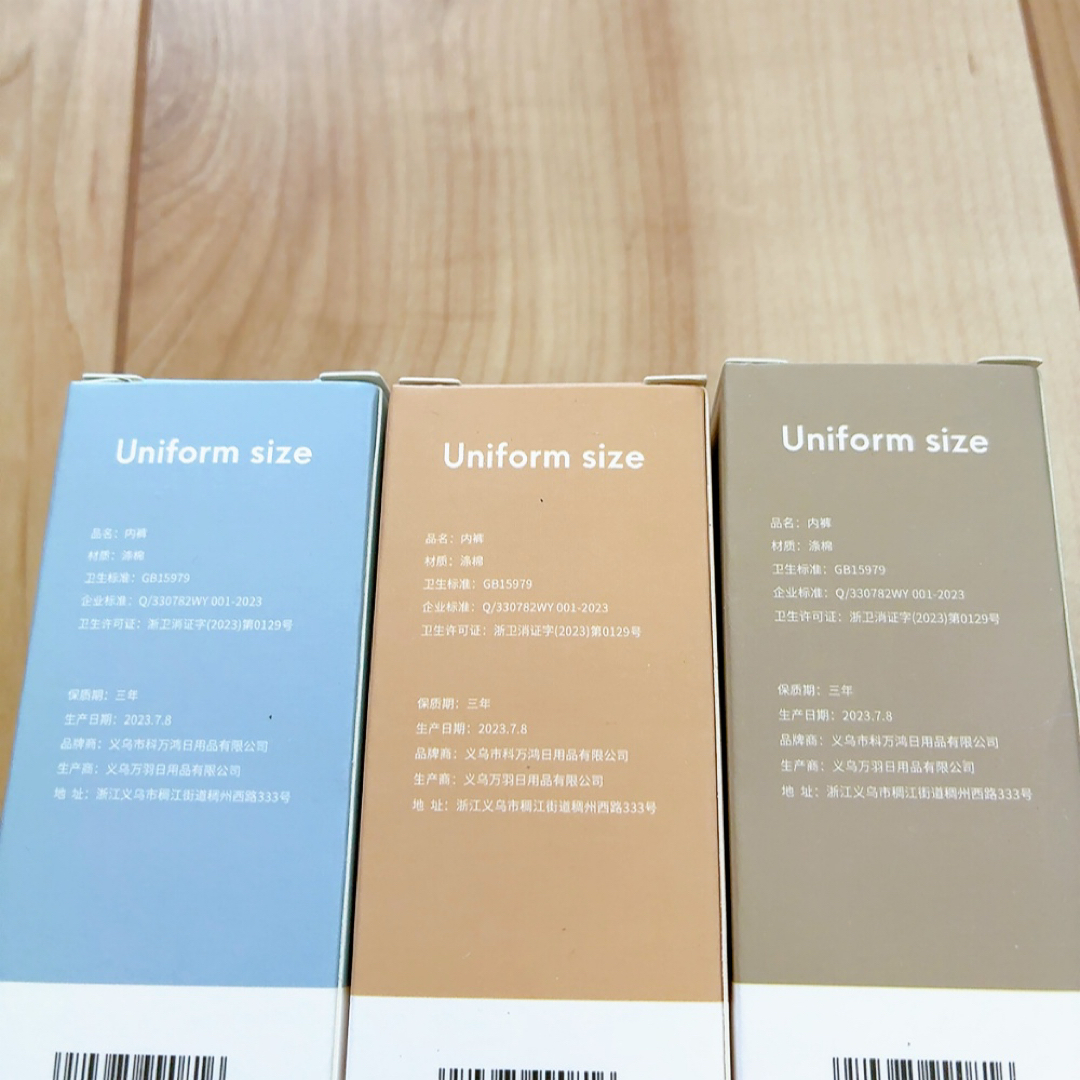 Uniform size
品名：内裤
材质：涤棉
卫生标准：GB15979
企业标准：Q/330782WY 001-2023
卫生许可证：浙卫消证字(2023)第0129号
保质期：三年
生产日期：2023.7.8
品牌商：义乌市科万鸿日用品有限公司
生产商：义乌万羽日用品有限公司
地 址：浙江义乌市稠江街道稠州西路333号
Uniform size
品名：内裤
材质：涤棉
卫生标准：GB15979
企业标准：Q/330782WY 001-2023
卫生许可证：浙卫消证字(2023)第0129号
保质期：三年
生产日期：2023.7.8
品牌商：义乌市科万鸿日用品有限公司
生产商：义乌万羽日用品有限公司
地 址：浙江义乌市稠江街道稠州西路333号
Uniform size
品名：内裤
材质：涤棉
卫生标准：GB15979
企业标准：Q/330782WY 001-2023
卫生许可证：浙卫消证字(2023)第0129号
保质期：三年
生产日期：2023.7.8
品牌商：义乌市科万鸿日用品有限公司
生产商：义乌万羽日用品有限公司
地 址：浙江义乌市稠江街道稠州西路333号